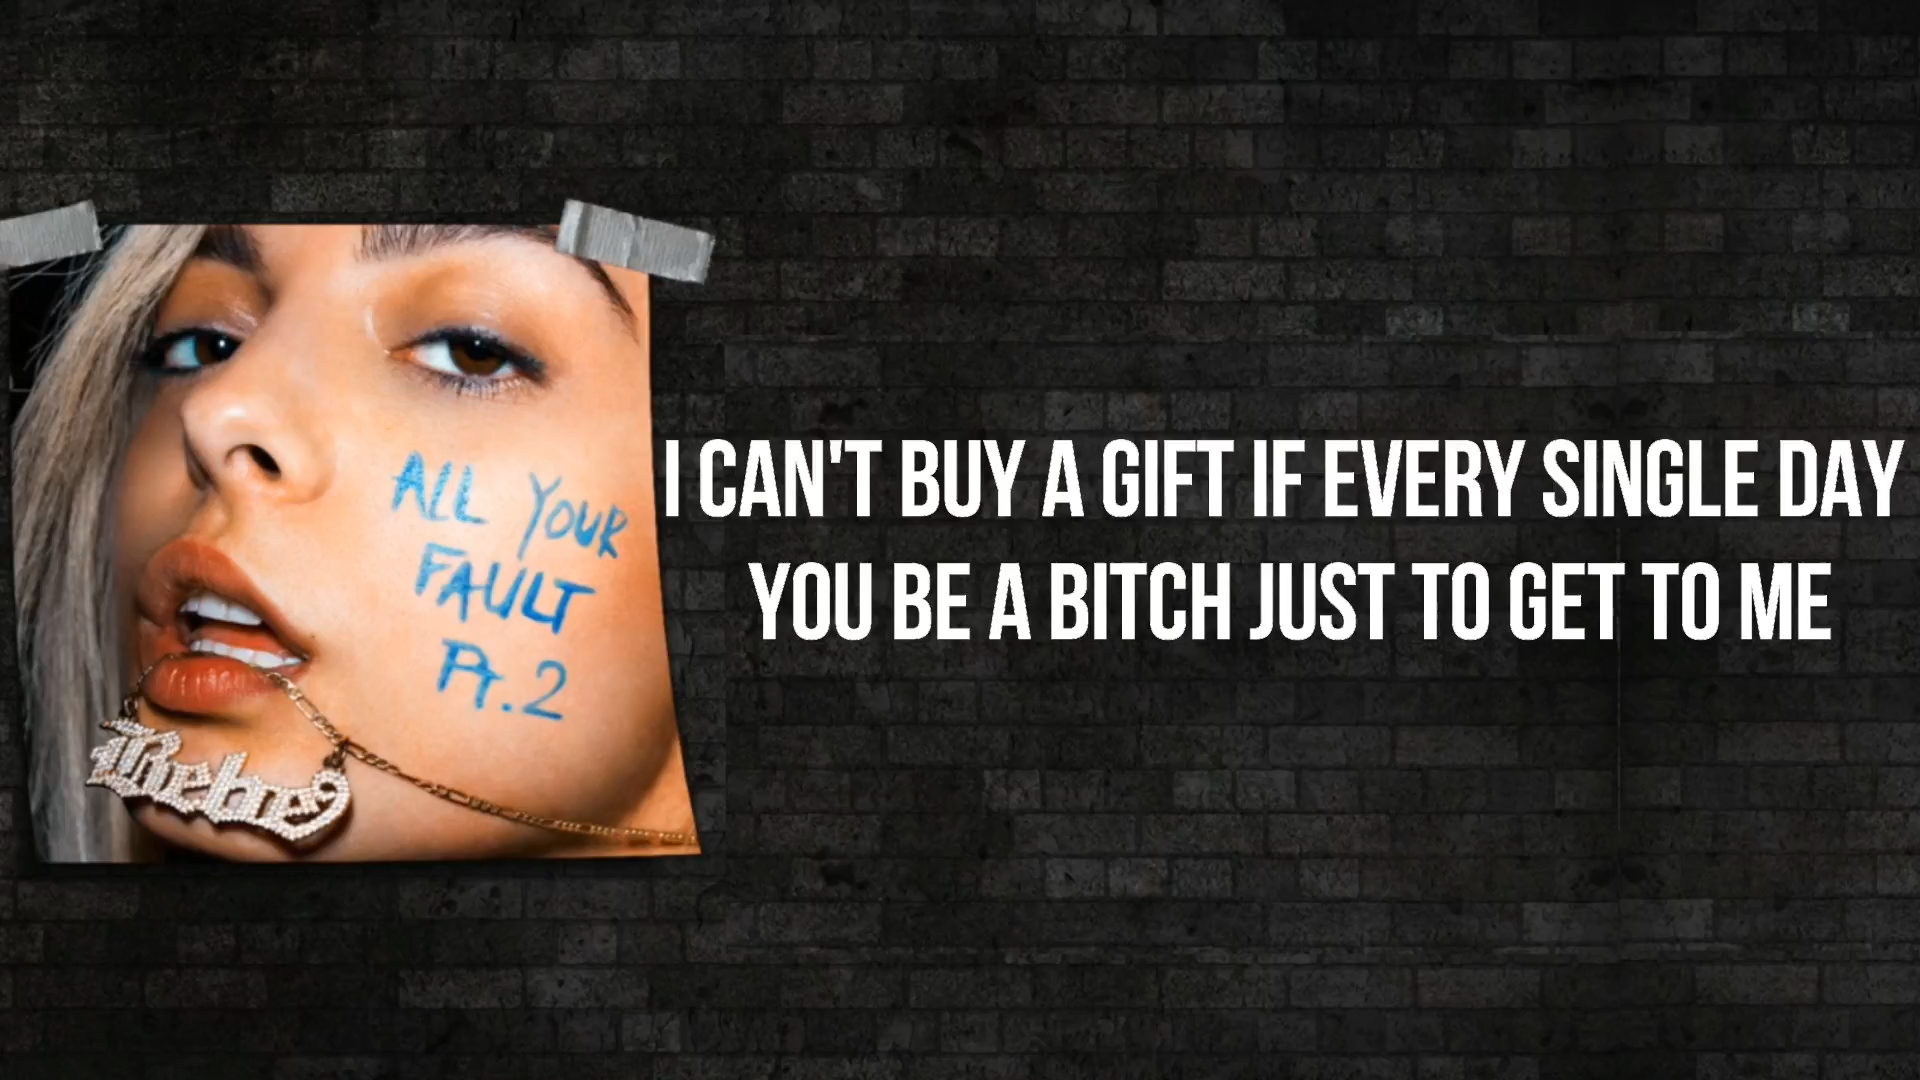 ALL YOUR
FAULT
Pt.2
Bebe
I CAN'T BUY A GIFT IF EVERY SINGLE DAY
YOU BE A BITCH JUST TO GET TO ME